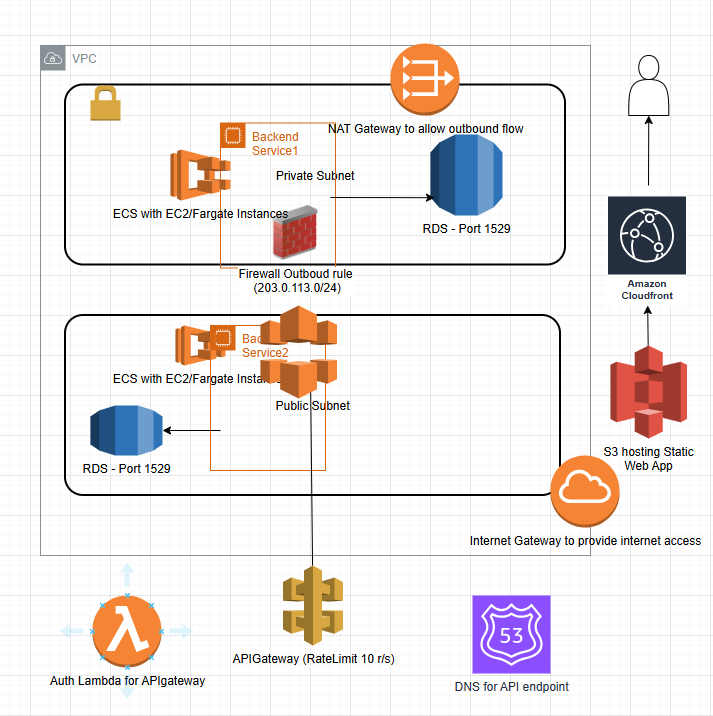 VPC
NAT Gateway to allow outbound flow
Backend
Service1
Private Subnet
ECS with EC2/Fargate Instances
RDS - Port 1529
Firewall Outboud rule
(203.0.113.0/24)
Amazon
Cloudfront
Service2
ECS with EC2/Fargate
Public Subnet
RDS - Port 1529
S3 hosting Static
Web App
Internet Gateway to provide internet access
53
APIGateway (RateLimit 10 r/s)
Auth Lambda for APIgateway
DNS for API endpoint